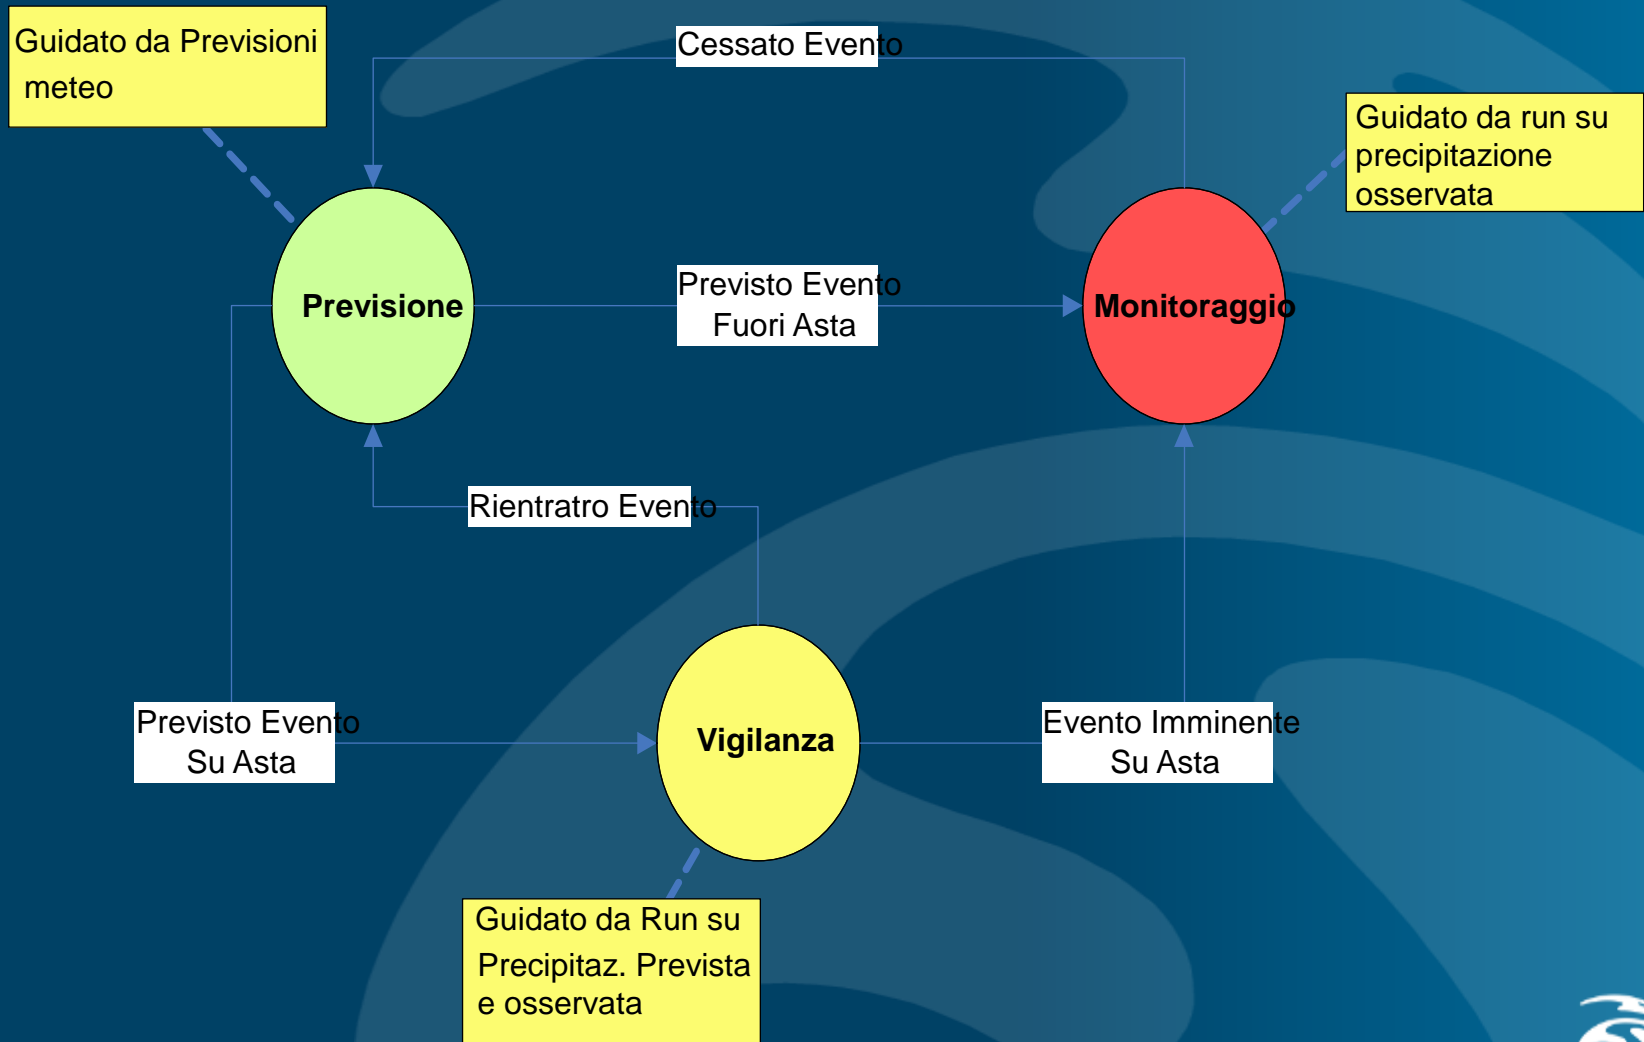 Guidato da Previsioni
meteo
Cessato Evento
Guidato da run su
precipitazione
osservata
Previsione
Previsto Evento
Fuori Asta
Monitoraggio
Rientratro Evento
Previsto Evento
Su Asta
Vigilanza
Evento Imminente
Su Asta
Guidato da Run su
Precipitaz. Prevista
e osservata